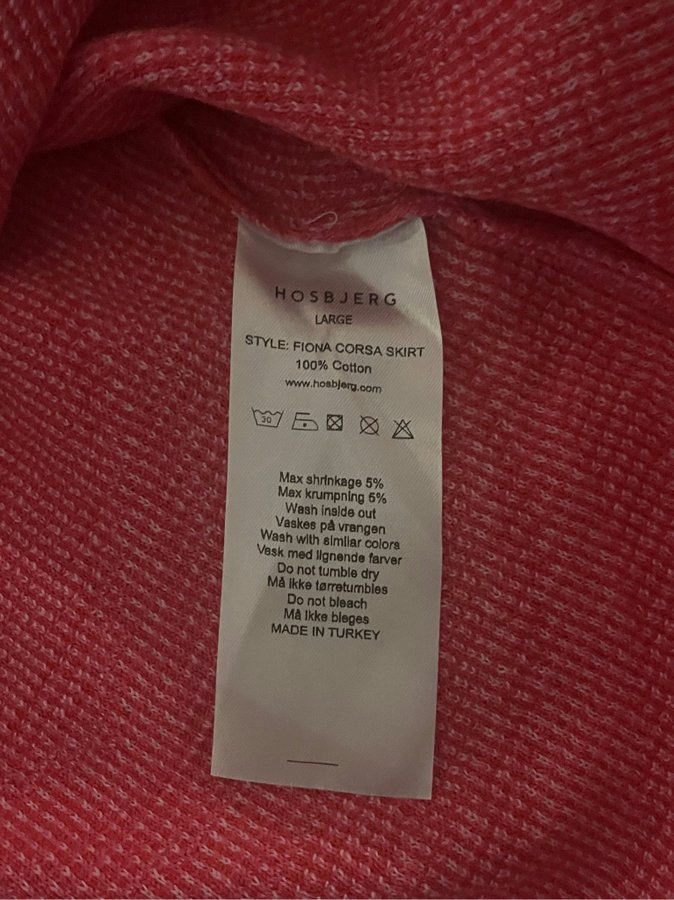 HOSBJERG
LARGE
STYLE: FIONA CORSA SKIRT
100% Cotton
www.hosbjerg.com
30
Max shrinkage 5%
Max krumpning 5%
Wash inside out
Vaskes på vrangen
Wash with similar colors
Vask med lignende farver
Do not tumble dry
Må ikke tørretumbles
Do not bleach
Må ikke bleges
MADE IN TURKEY